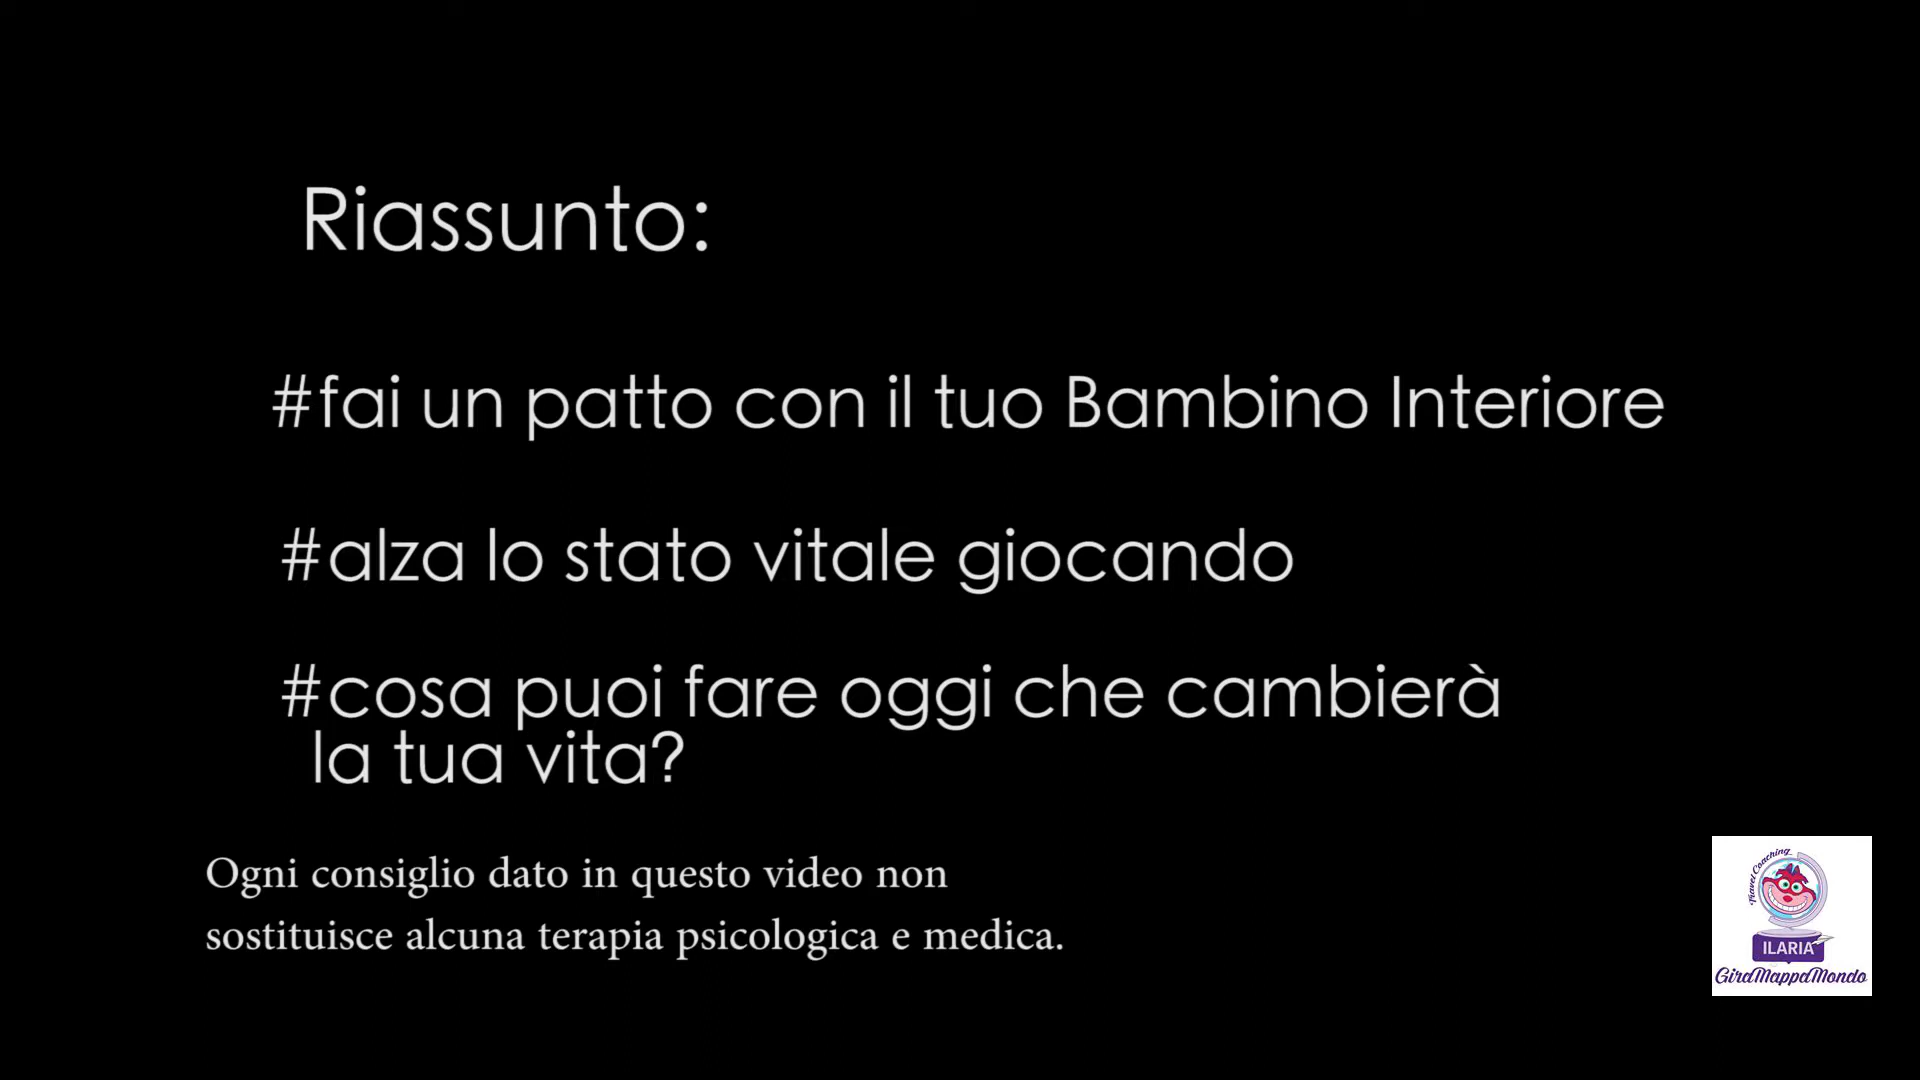 Riassunto:
#fai un patto con il tuo Bambino Interiore
#alza lo stato vitale giocando
#cosa puoi fare oggi che cambierà
la tua vita?
Ogni consiglio dato in questo video non
sostituisce alcuna terapia psicologica e medica.
Travel Coaching
ILARIA
GiraMappaMondo